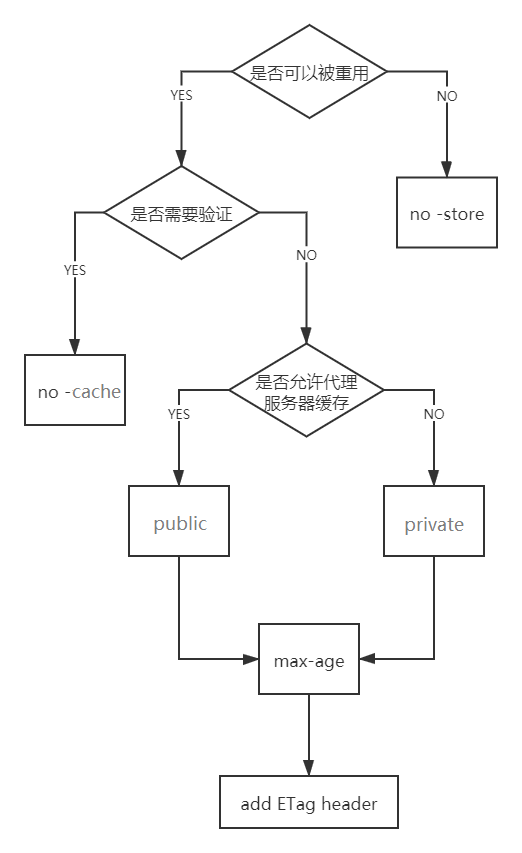 是否可以被重用
YES
NO
是否需要验证
no -store
YES
NO
no -cache
是否允许代理
服务器缓存
YES
NO
public
private
max-age
add ETag header